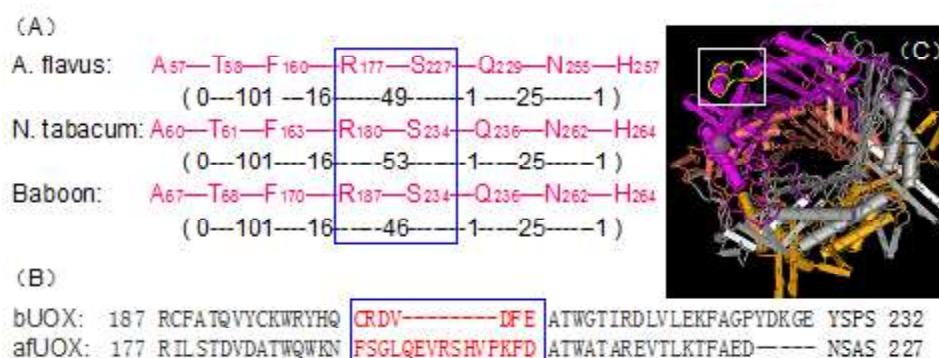 (A)
A. flavus: A57—T58—F160—R177—S227—Q229—N255—H257
( 0---101 ---16------49------1 ----25-----1 )
N. tabacum: A60—T61—F163—R180—S234—Q236—N262—H264
( 0---101----16------53------1----25-----1 )
Baboon: A67—T68—F170—R187—S234—Q236—N262—H264
( 0---101----16------46------1----25-----1 )
(C)
(B)
bUOX: 187 RCFATQVYCKWRYHQ CRDV--------DFE ATWGTIRDLVLEKFAGPYDKGE YSPS 232
afUOX: 177 RILSTDVDATWQWKN PSGLQEVRSHVPKFD ATWATAREVTLKTFAED----- NSAS 227